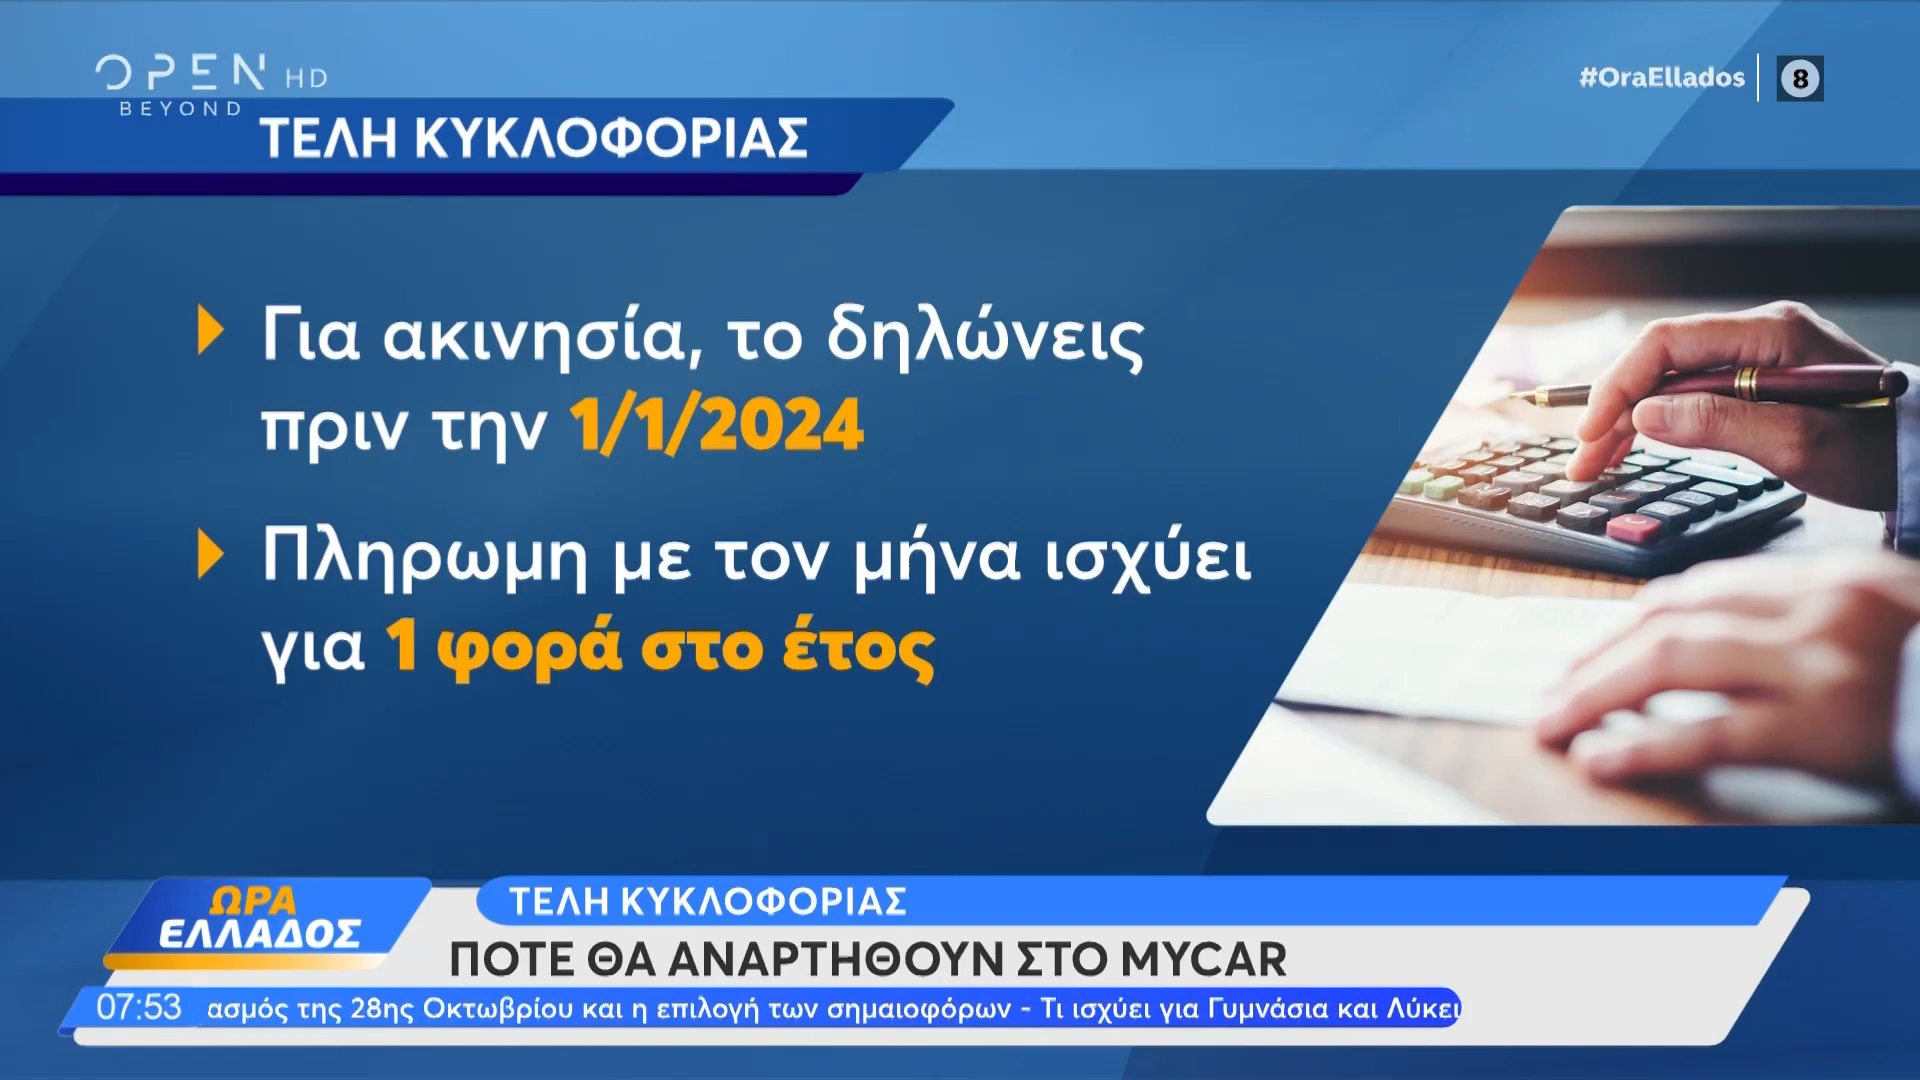 OPEN HD
BEYOND
#OraEllados
8
ΤΕΛΗ ΚΥΚΛΟΦΟΡΙΑΣ
Για ακινησία, το δηλώνεις
πριν την 1/1/2024
Πληρωμη με τον μήνα ισχύει
για 1 φορά στο έτος
ΩΡΑ
ΕΛΛΑΔΟΣ
ΤΕΛΗ ΚΥΚΛΟΦΟΡΙΑΣ
ΠΟΤΕ ΘΑ ΑΝΑΡΤΗΘΟΥΝ ΣΤΟ MYCAR
07:53 ασμός της 28ης Οκτωβρίου και η επιλογή των σημαιοφόρων - Τι ισχύει για Γυμνάσια και Λύκει